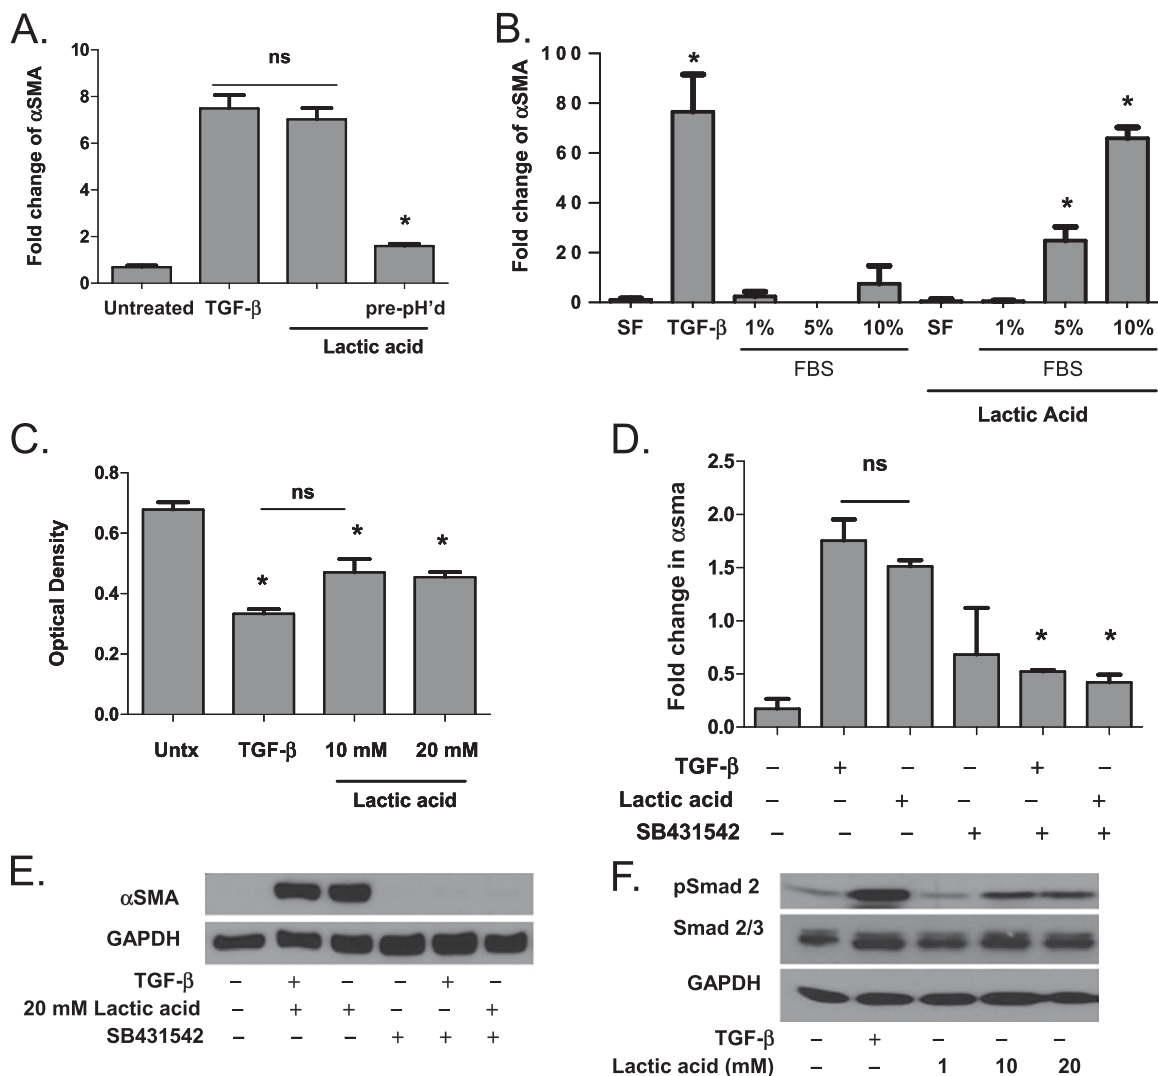 A.
Fold change of αSMA
10
8
6
4
2
0
ns
*
Untreated TGF-β pre-pH'd
Lactic acid
B.
Fold change of αSMA
100
80
60
40
20
0
* * *
SF TGF-β 1% 5% 10% SF 1% 5% 10%
FBS FBS
Lactic Acid
C.
Optical Density
0.8
0.6
0.4
0.2
0.0
ns
* * *
Untx TGF-β 10 mM 20 mM
Lactic acid
D.
Fold change in αsma
2.5
2.0
1.5
1.0
0.5
0.0
ns
* *
TGF-β – + – – + –
Lactic acid – – + – – +
SB431542 – – – + + +
E.
αSMA
GAPDH
TGF-β – + – – + –
20 mM Lactic acid – + + – – +
SB431542 – – – + + +
F.
pSmad 2
Smad 2/3
GAPDH
TGF-β – + – – –
Lactic acid (mM) – – 1 10 20